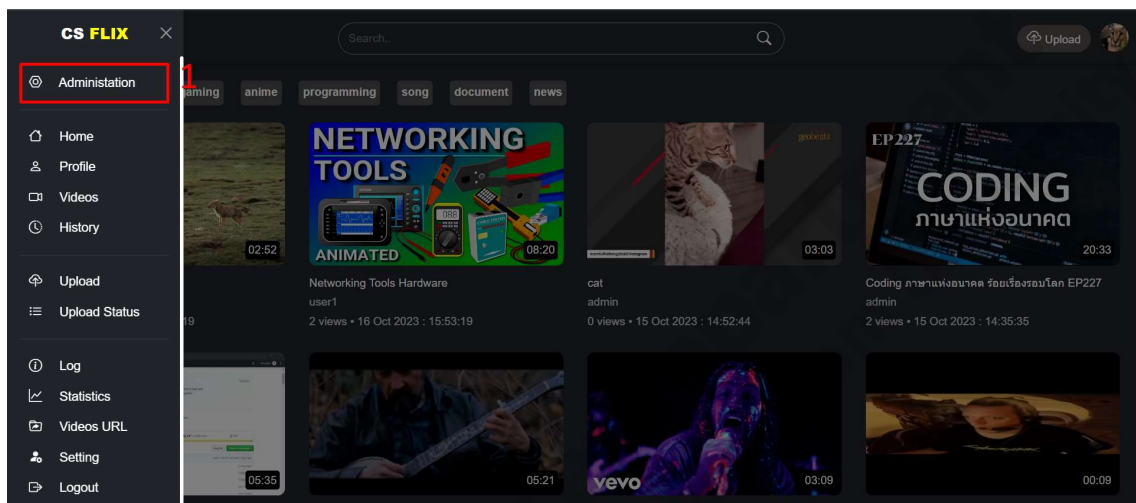 CS FLIX
Search..
Upload
Administation
1
gaming anime programming song document news
Home
Profile
Videos
History
Upload
Upload Status
Log
Statistics
Videos URL
Setting
Logout
02:52
NETWORKING
TOOLS
088
ANIMATED
08:20
geobeats
03:03
EP227
CODING
ภาษาแห่งอนาคต
20:33
Networking Tools Hardware
cat
Coding ภาษาแห่งอนาคต ร้อยเรื่องรอบโลก EP227
user1
admin
admin
19
2 views • 16 Oct 2023 : 15:53:19
0 views • 15 Oct 2023 : 14:52:44
2 views • 15 Oct 2023 : 14:35:35
05:35
05:21
vevo
03:09
00:09